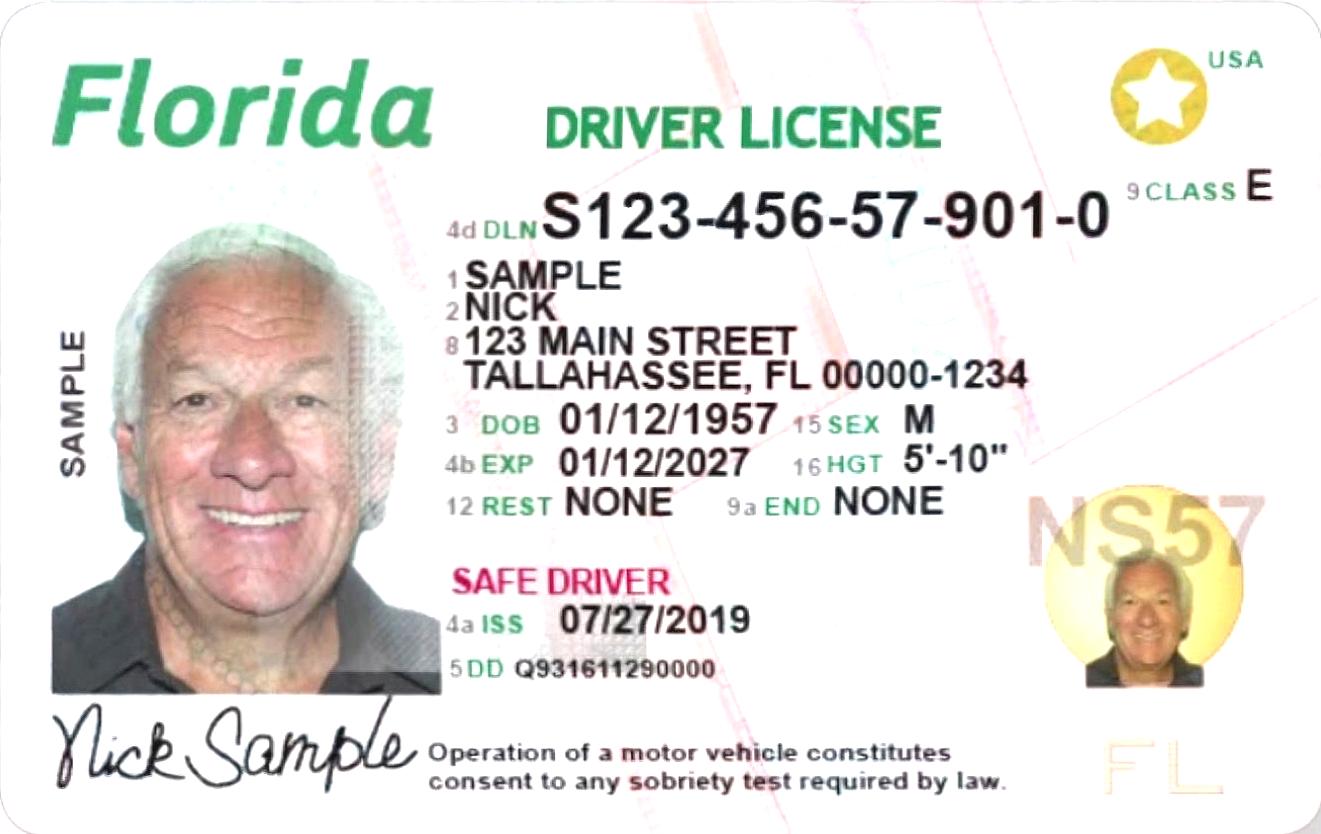 Florida
DRIVER LICENSE
USA
9 CLASS E
4d DLN S123-456-57-901-0
1 SAMPLE
2 NICK
8 123 MAIN STREET
TALLAHASSEE, FL 00000-1234
3 DOB 01/12/1957 15 SEX M
4b EXP 01/12/2027 16 HGT 5'-10"
12 REST NONE 9a END NONE
SAMPLE
NS57
SAFE DRIVER
4a ISS 07/27/2019
5 DD Q931611290000
Nick Sample
Operation of a motor vehicle constitutes
consent to any sobriety test required by law.
FL